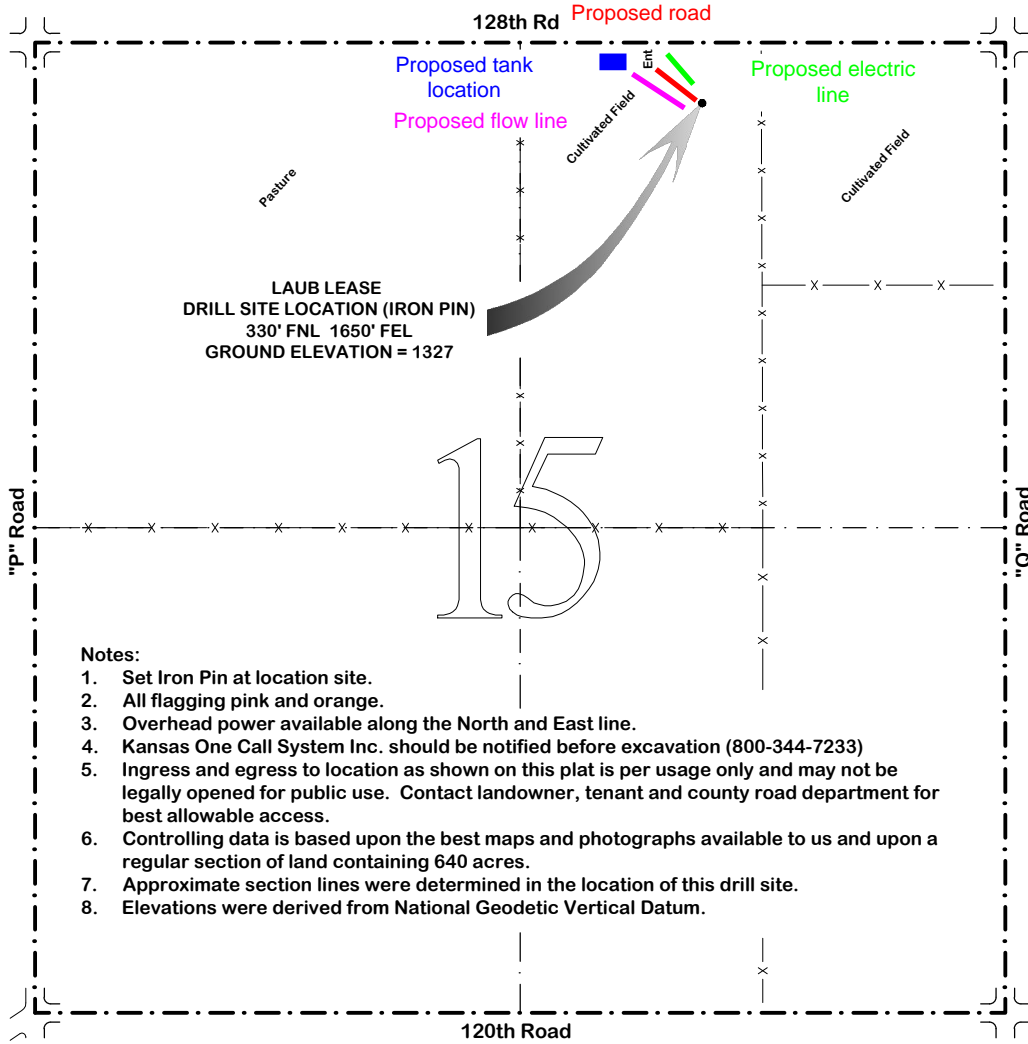 128th Rd
Proposed road
Proposed tank
location
Ent
Proposed electric
line
Proposed flow line
Cultivated Field
Cultivated Field
Pasture
LAUB LEASE
DRILL SITE LOCATION (IRON PIN)
330' FNL 1650' FEL
GROUND ELEVATION = 1327
15
"P" Road
"Q" Road
Notes:
1. Set Iron Pin at location site.
2. All flagging pink and orange.
3. Overhead power available along the North and East line.
4. Kansas One Call System Inc. should be notified before excavation (800-344-7233)
5. Ingress and egress to location as shown on this plat is per usage only and may not be
legally opened for public use. Contact landowner, tenant and county road department for
best allowable access.
6. Controlling data is based upon the best maps and photographs available to us and upon a
regular section of land containing 640 acres.
7. Approximate section lines were determined in the location of this drill site.
8. Elevations were derived from National Geodetic Vertical Datum.
120th Road